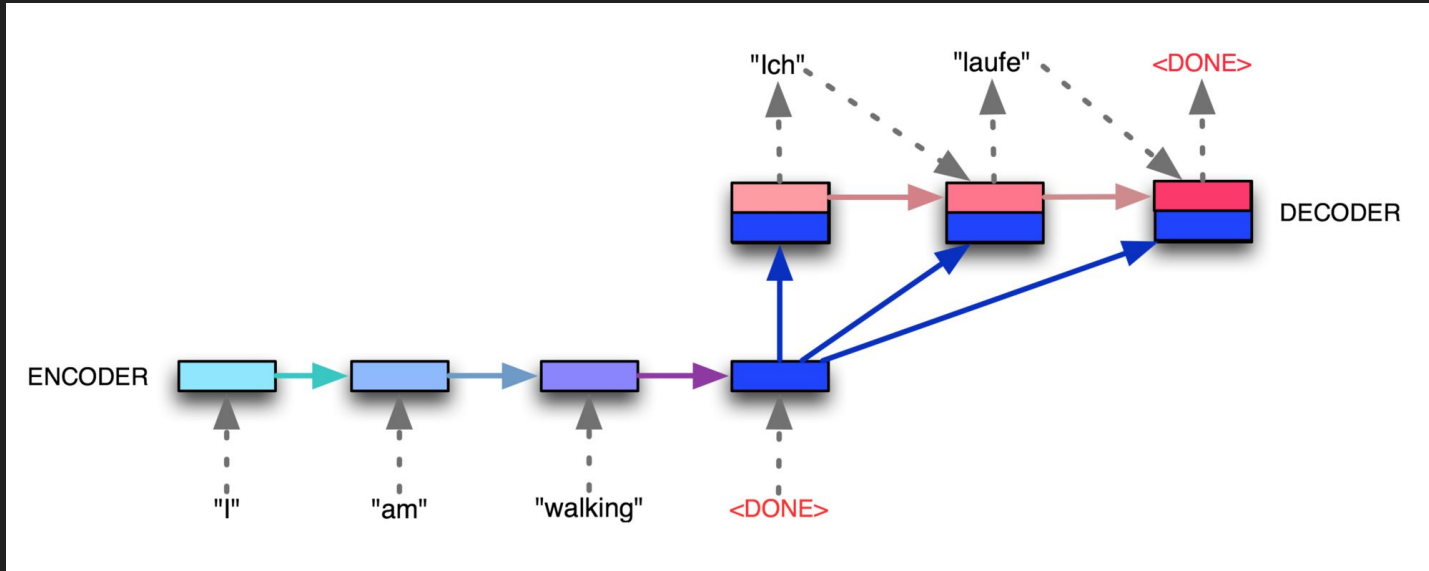 "Ich" "laufe" <DONE>
DECODER
ENCODER
"I" "am" "walking" <DONE>